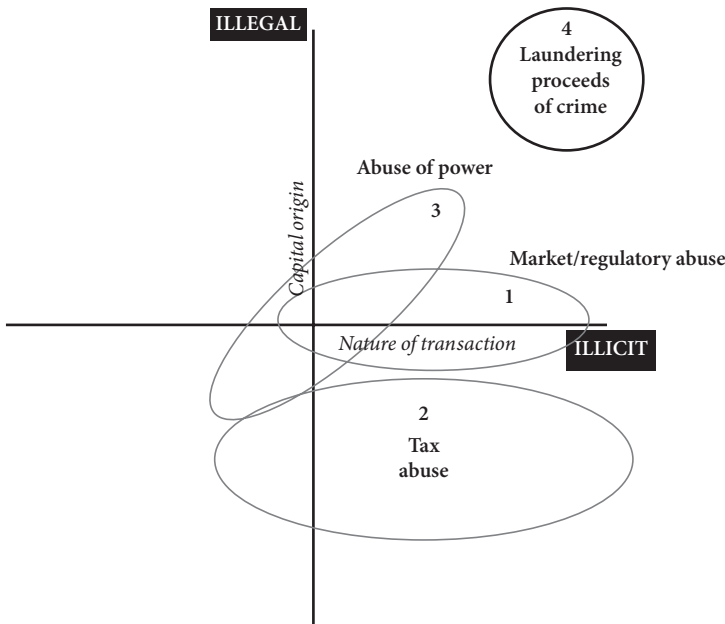 ILLEGAL
4
Laundering
proceeds
of crime
Abuse of power
3
Capital origin
Market/regulatory abuse
1
Nature of transaction
ILLICIT
2
Tax
abuse